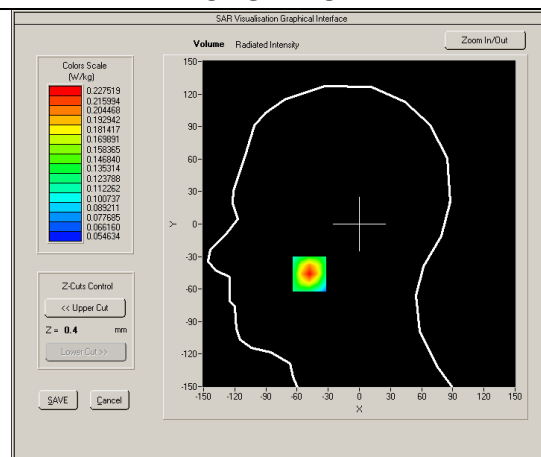 SAR Visualisation Graphical Interface
Volume Radiated Intensity
Zoom In/Out
Colors Scale
(W/kg)
0.227519
0.215994
0.204468
0.192942
0.181417
0.169891
0.158365
0.146840
0.135314
0.123788
0.112262
0.100737
0.089211
0.077685
0.066160
0.054634
Z-Cuts Control
<< Upper Cut
Z = 0.4 mm
Lower Cut >>
SAVE Cancel
150
120
90
60
30
0
-30
-60
-90
-120
-150
Y
-150 -120 -90 -60 -30 0 30 60 90 120 150
X